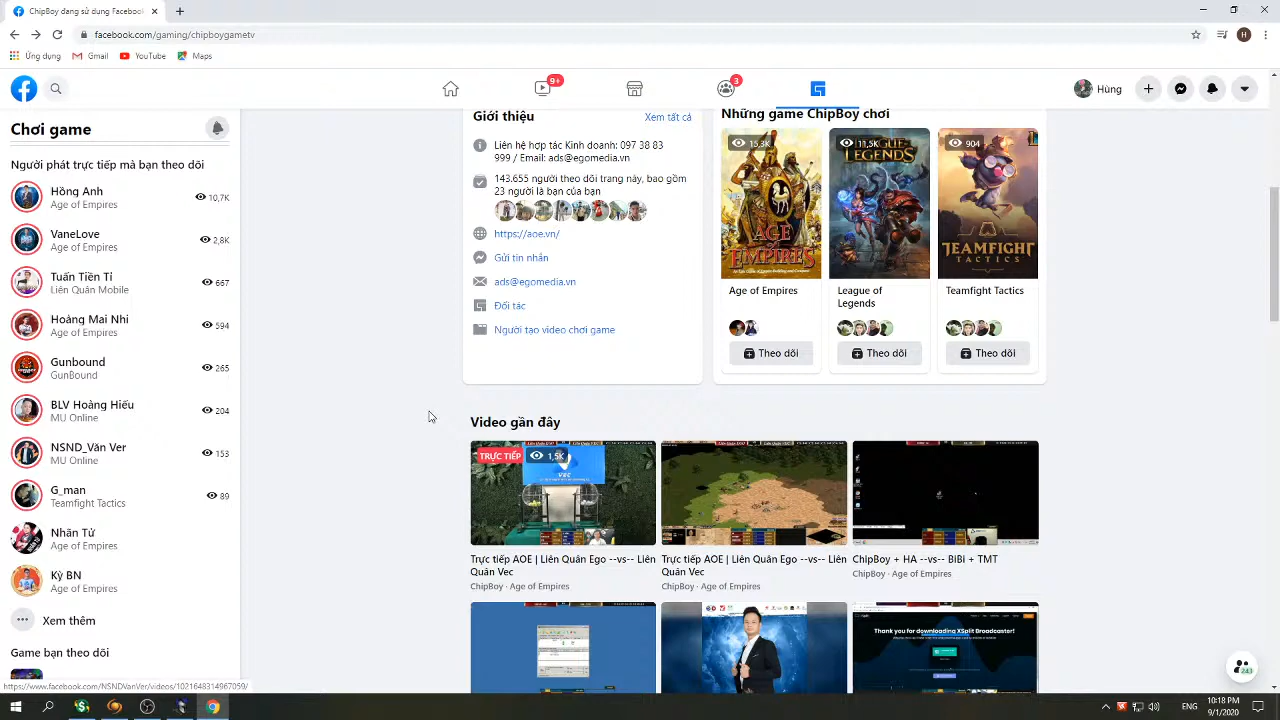 ChipBoy đang sử dụng Facebook
facebook.com/gaming/chipboygametv
H
Ứng dụng
Gmail
YouTube
Maps
9+
3
Hùng
Chơi game
Người phát trực tiếp mà bạn theo dõi
Hồng Anh
Age of Empires
10,7K
VaneLove
Age of Empires
2,8K
Tuấn Tiền Tỉ
Liên Quân Mobile
667
Hoàng Mai Nhi
Age of Empires
594
Gunbound
GunBound
265
BLV Hoàng Hiếu
MU Online
204
NSND Văn Ver
MU Online
153
G_man
Teamfight Tactics
89
Nhân Tứ
Age of Empires
Kỳ BN
Age of Empires
Xem thêm
Game bạn theo dõi
Giới thiệu
Xem tất cả
Liên hệ hợp tác Kinh doanh: 097 38 83
999 / Email: ads@egomedia.vn
143.655 người theo dõi trang này, bao gồm
23 người là bạn của bạn
https://aoe.vn/
Gửi tin nhắn
ads@egomedia.vn
Đối tác
Người tạo video chơi game
Những game ChipBoy chơi
15,3K
AGE
OF
EMPIRES
Age of Empires
Theo dõi
11,5K
LEGENDS
League of
Legends
Theo dõi
904
TEAMFIGHT
TACTICS
Teamfight Tactics
Theo dõi
Video gần đây
TRỰC TIẾP
1,5K
VEC
Trực tiếp AOE | Liên Quân Ego --vs-- Liên
Quân Vec
ChipBoy · Age of Empires
Trực tiếp AOE | Liên Quân Ego --vs-- Liên
Quân Vec
ChipBoy · Age of Empires
ChipBoy + HA --vs-- BiBi + TMT
ChipBoy · Age of Empires
Thank you for downloading XSplit Broadcaster!
243
ENG
10:18 PM
9/1/2020